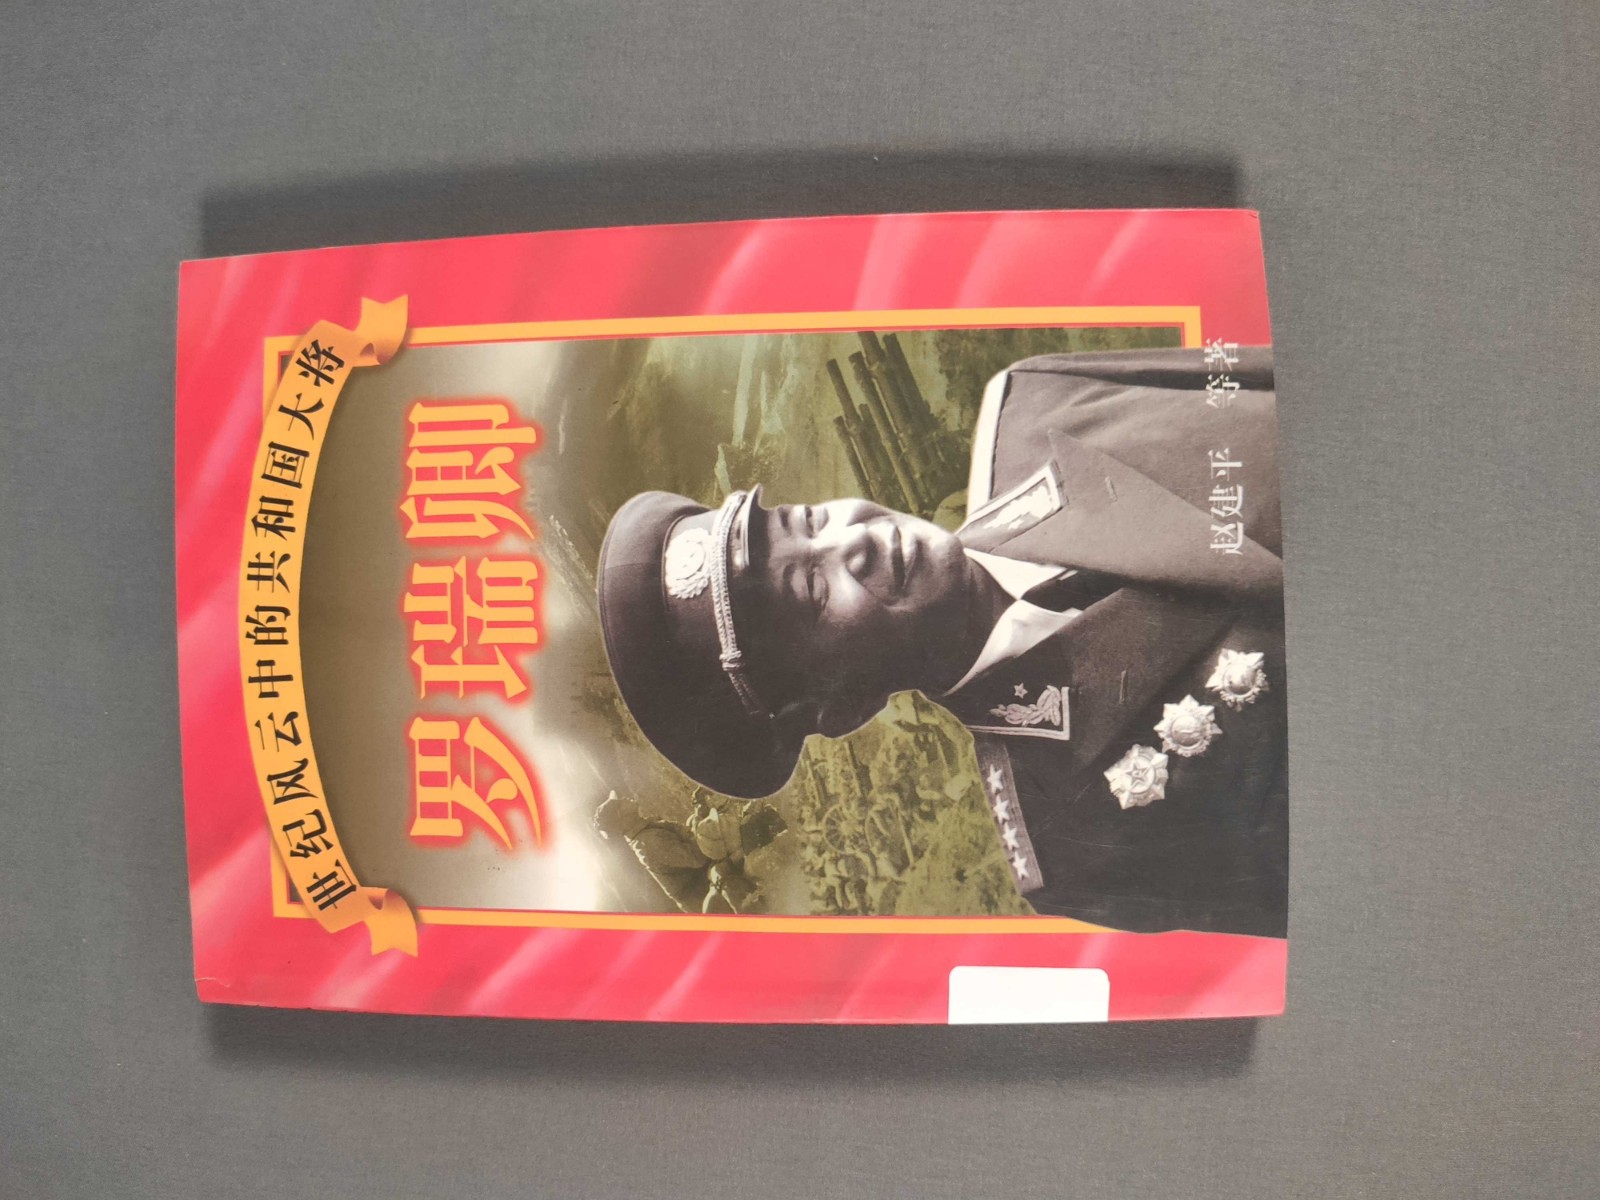 世纪风云中的共和国大将
罗瑞卿
赵建平 等著